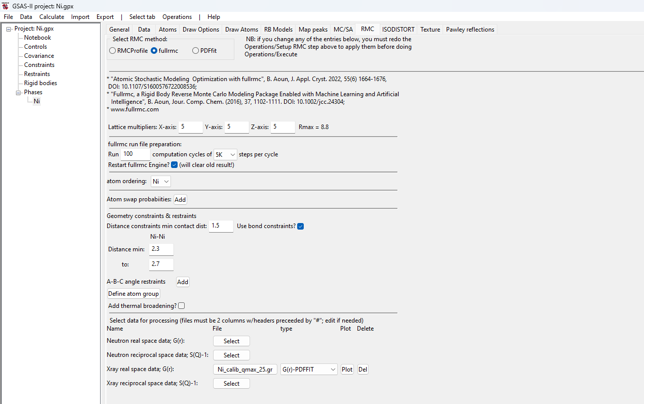 GSAS-II project: Ni.gpx
File Data Calculate Import Export | Select tab Operations |
Project: Ni.gpx
Notebook
Controls
Covariance
Constraints
Restraints
Rigid bodies
Phases
Ni
General Data Atoms Draw Options Draw Atoms RB Models Map peaks MC/SA RMC ISODISTORT Texture Pawley reflections
Select RMC method:
RMCProfile fullrmc PDFfit
NB: if you change any of the entries below, you must redo the
Operations/Setup RMC step above to apply them before doing
Operations/Execute
* "Atomic Stochastic Modeling Optimization with fullrmc", B. Aoun, J. Appl. Cryst. 2022, 55(6) 1664-1676,
DOI: 10.1107/S1600576722008536;
* "Fullrmc, a Rigid Body Reverse Monte Carlo Modeling Package Enabled with Machine Learning and Artificial
Intelligence", B. Aoun, Jour. Comp. Chem. (2016), 37, 1102-1111. DOI: 10.1002/jcc.24304;
* www.fullrmc.com
Lattice multipliers: X-axis: 5 Y-axis: 5 Z-axis: 5 Rmax = 8.8
fullrmc run file preparation:
Run 100 computation cycles of 5K steps per cycle
Restart fullrmc Engine? (will clear old result!)
atom ordering: Ni
Atom swap probabiities: Add
Geometry constraints & restraints
Distance constraints min contact dist: 1.5 Use bond constraints?
Ni-Ni
Distance min: 2.3
to: 2.7
A-B-C angle restraints Add
Define atom group
Add thermal broadening?
Select data for processing (files must be 2 columns w/headers preceeded by "#"; edit if needed)
Name File type Plot Delete
Neutron real space data; G(r): Select
Neutron reciprocal space data; S(Q)-1: Select
Xray real space data; G(r): Ni_calib_qmax_25.gr G(r)-PDFFIT Plot Del
Xray reciprocal space data; S(Q)-1: Select